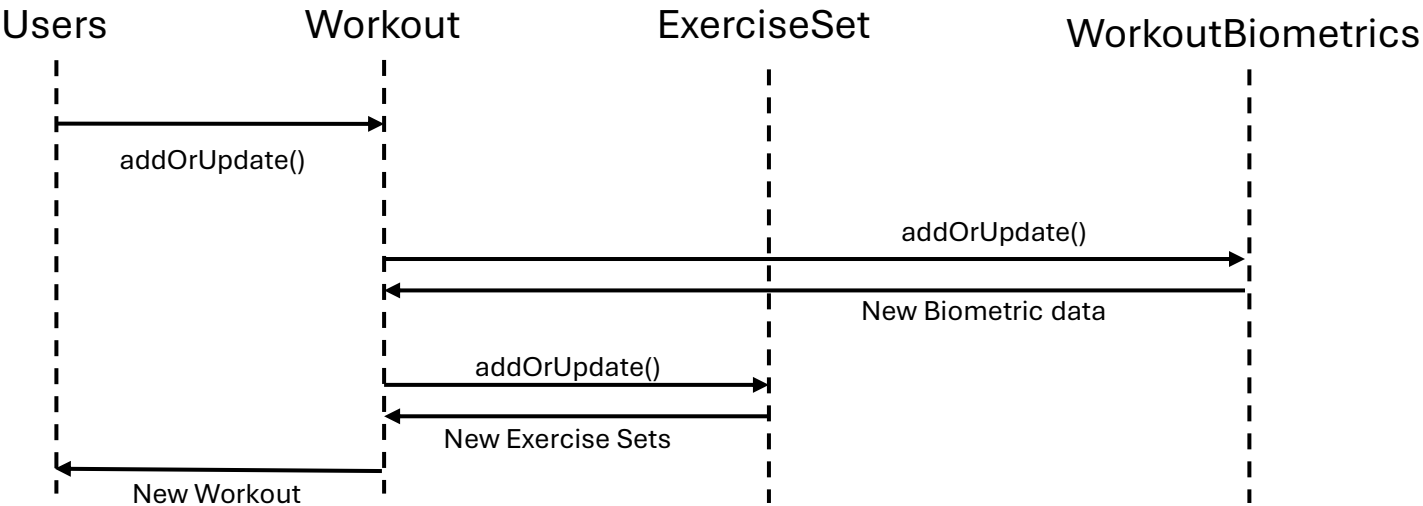 Users
Workout
ExerciseSet
WorkoutBiometrics
addOrUpdate()
addOrUpdate()
New Biometric data
addOrUpdate()
New Exercise Sets
New Workout